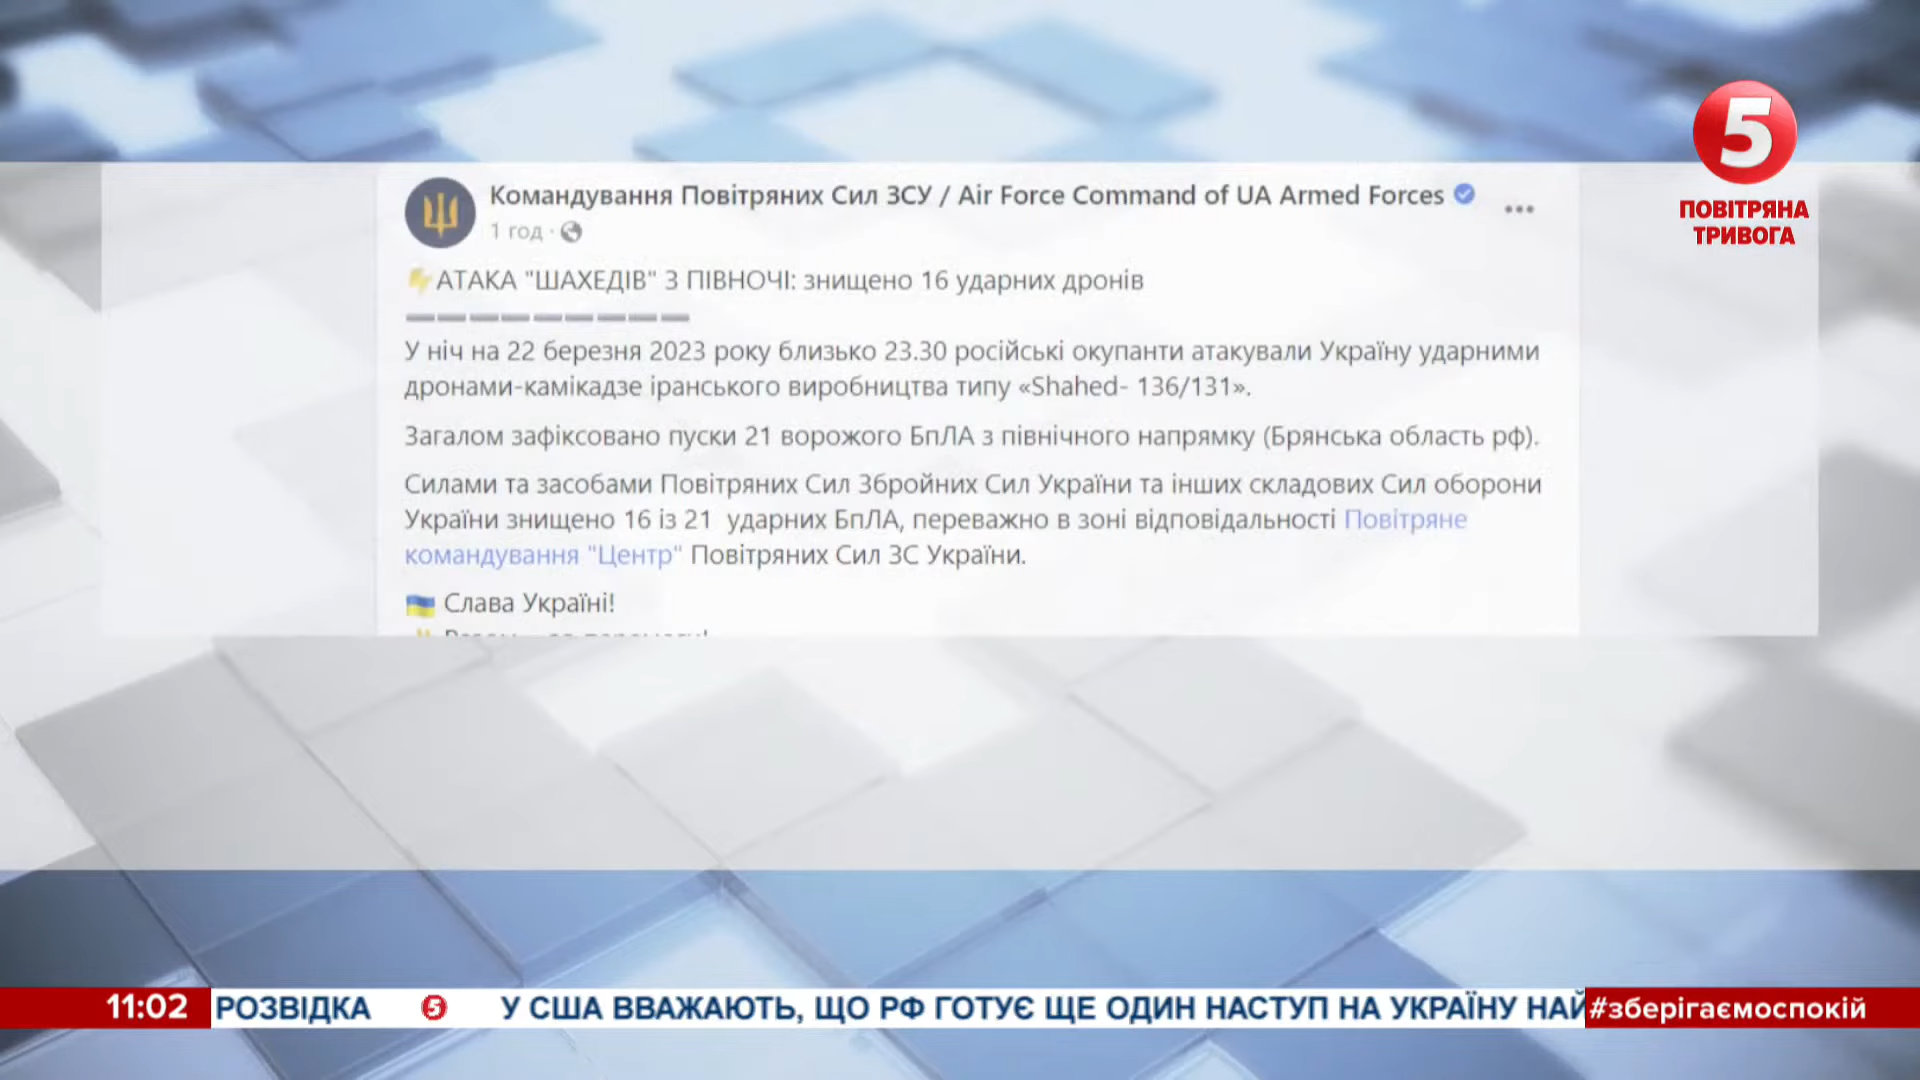 5
ПОВІТРЯНА
ТРИВОГА
Командування Повітряних Сил ЗСУ / Air Force Command of UA Armed Forces
1 год ·
АТАКА "ШАХЕДІВ" З ПІВНОЧІ: знищено 16 ударних дронів
У ніч на 22 березня 2023 року близько 23.30 російські окупанти атакували Україну ударними
дронами-камікадзе іранського виробництва типу «Shahed- 136/131».
Загалом зафіксовано пуски 21 ворожого БпЛА з північного напрямку (Брянська область рф).
Силами та засобами Повітряних Сил Збройних Сил України та інших складових Сил оборони
України знищено 16 із 21 ударних БпЛА, переважно в зоні відповідальності Повітряне
командування "Центр" Повітряних Сил ЗС України.
Слава Україні!
11:02 РОЗВІДКА 5 У США ВВАЖАЮТЬ, ЩО РФ ГОТУЄ ЩЕ ОДИН НАСТУП НА УКРАЇНУ НАЙ #зберігаємоспокій